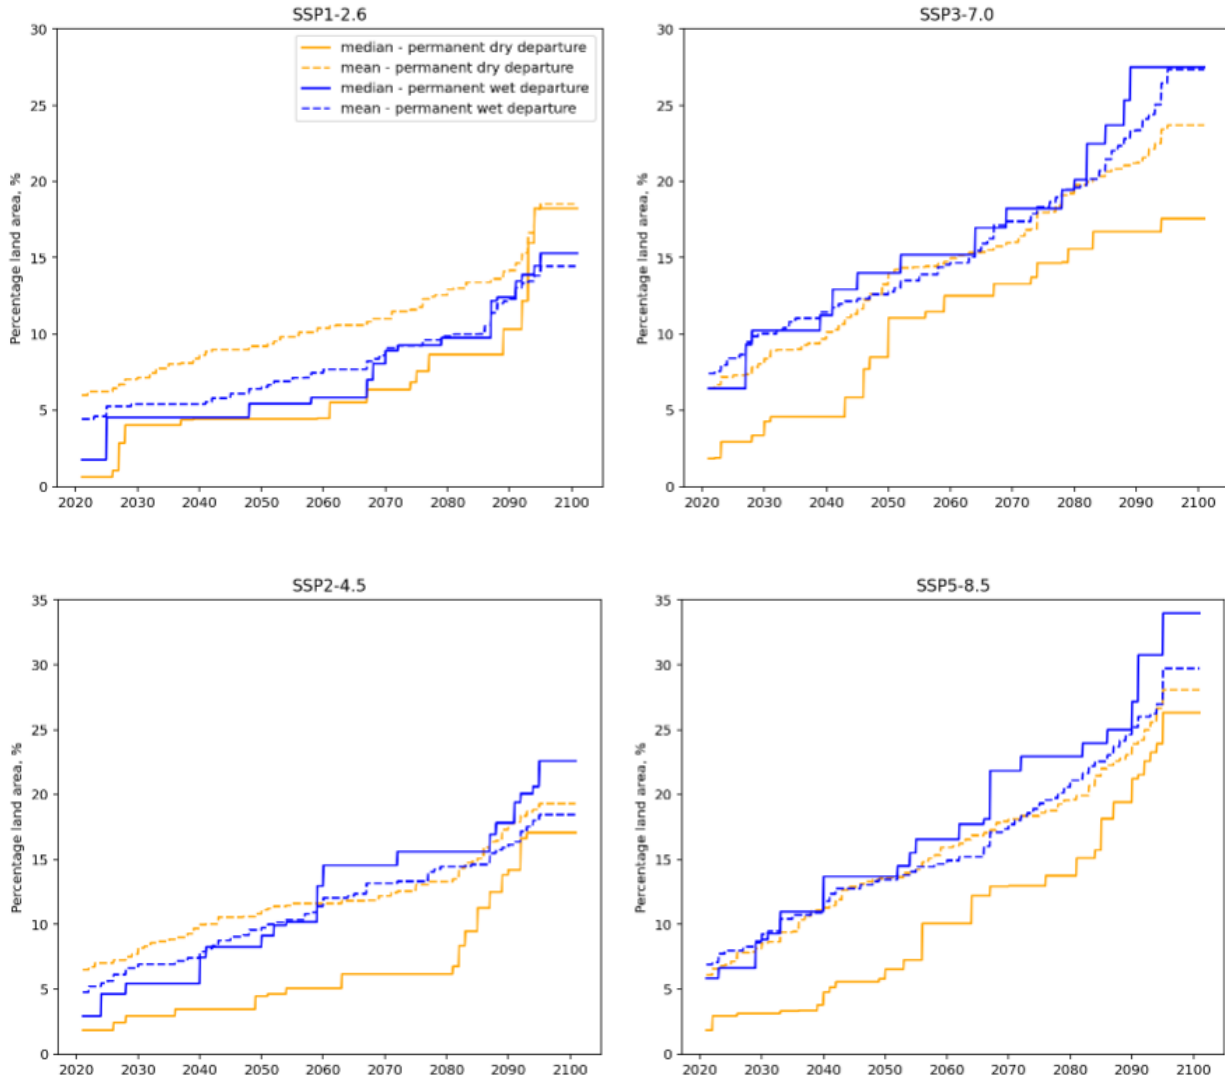 SSP1-2.6
30
25
20
15
10
5
0
Percentage land area, %
median - permanent dry departure
mean - permanent dry departure
median - permanent wet departure
mean - permanent wet departure
2020 2030 2040 2050 2060 2070 2080 2090 2100
SSP3-7.0
30
25
20
15
10
5
0
Percentage land area, %
2020 2030 2040 2050 2060 2070 2080 2090 2100
SSP2-4.5
35
30
25
20
15
10
5
0
Percentage land area, %
2020 2030 2040 2050 2060 2070 2080 2090 2100
SSP5-8.5
35
30
25
20
15
10
5
0
Percentage land area, %
2020 2030 2040 2050 2060 2070 2080 2090 2100